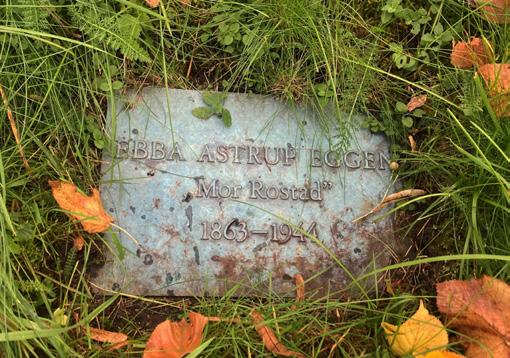 EBBA ASTRUP EGGEN
"Mor Rostad"
1863–1944